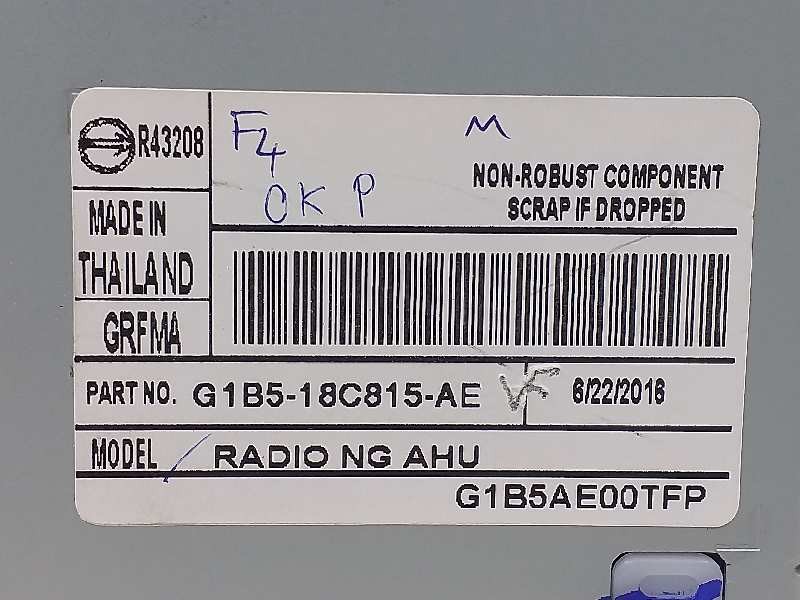 R43208
F4
M
OK P
NON-ROBUST COMPONENT
SCRAP IF DROPPED
MADE IN
THAILAND
GRFMA
PART NO. G1B5-18C815-AE VF 6/22/2016
MODEL RADIO NG AHU
G1B5AE00TFP